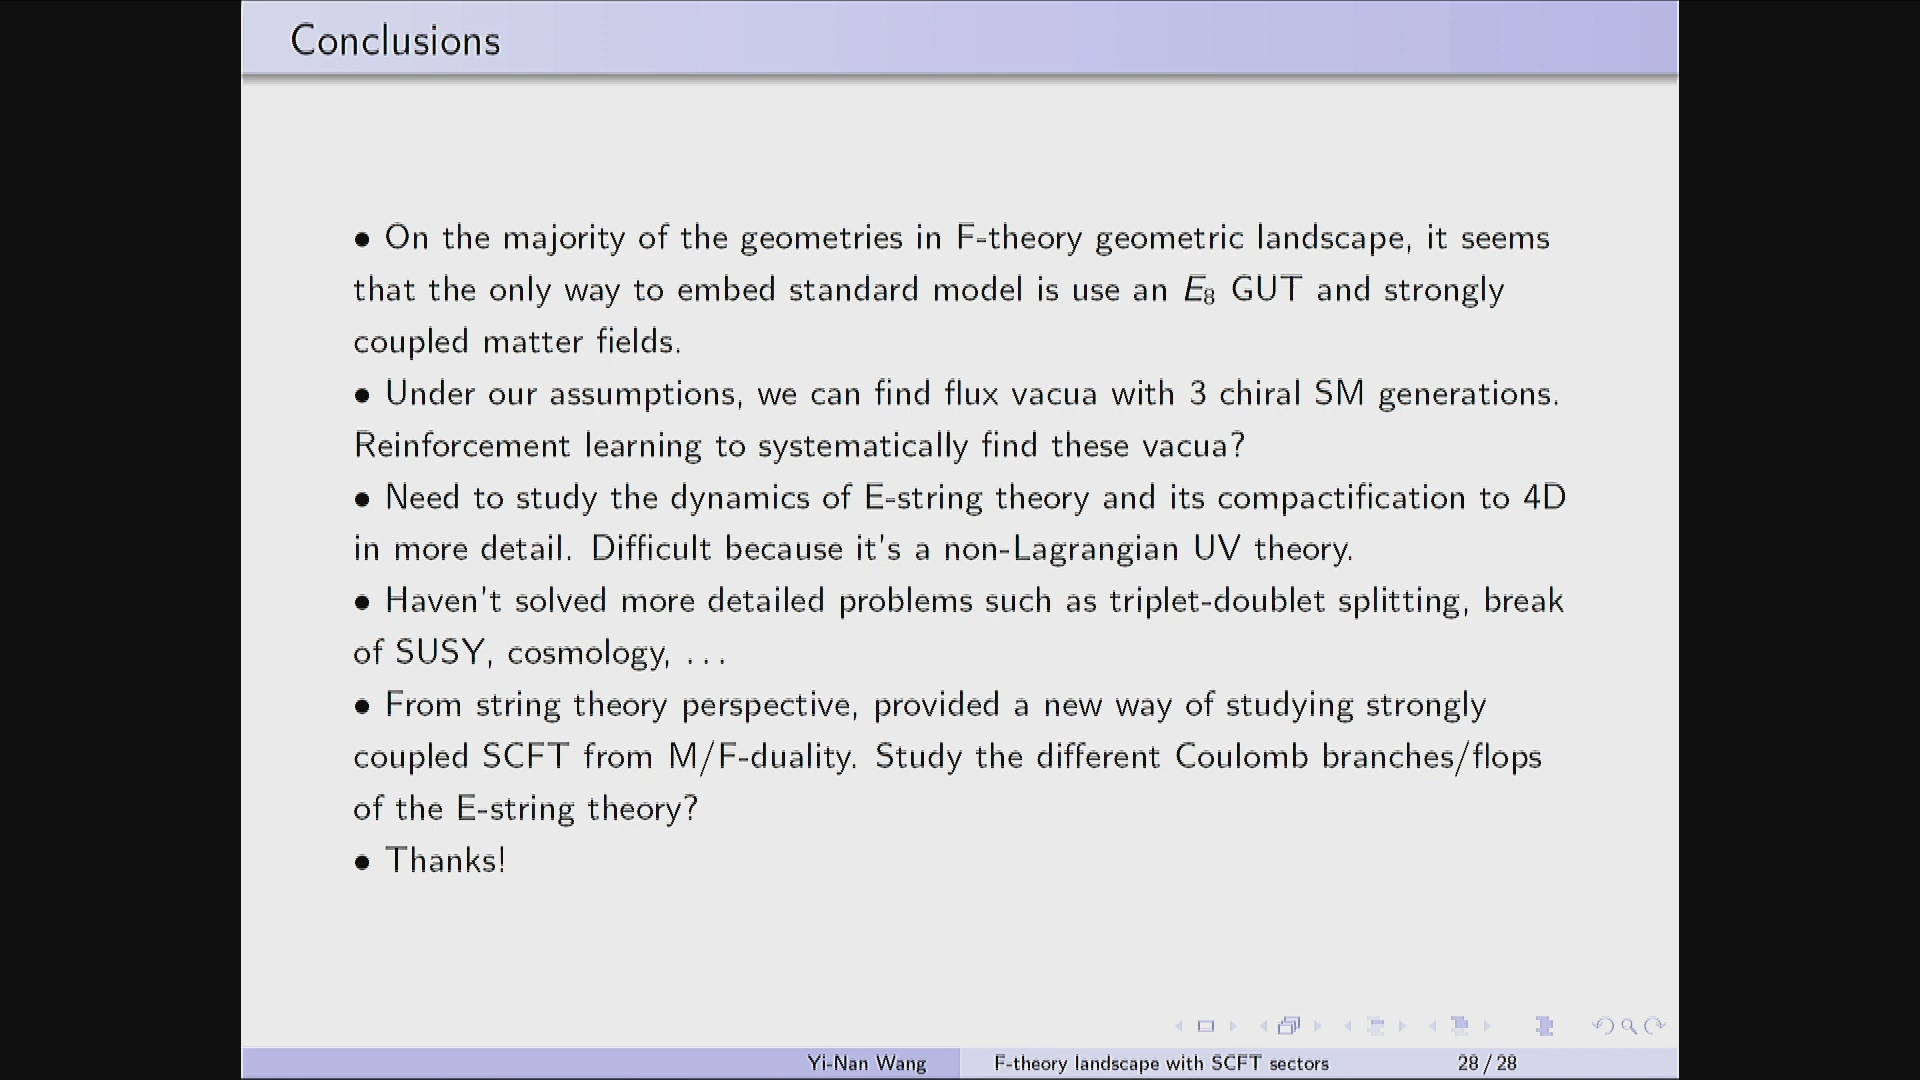 Conclusions
• On the majority of the geometries in F-theory geometric landscape, it seems
that the only way to embed standard model is use an E8 GUT and strongly
coupled matter fields.
• Under our assumptions, we can find flux vacua with 3 chiral SM generations.
Reinforcement learning to systematically find these vacua?
• Need to study the dynamics of E-string theory and its compactification to 4D
in more detail. Difficult because it's a non-Lagrangian UV theory.
• Haven't solved more detailed problems such as triplet-doublet splitting, break
of SUSY, cosmology, ...
• From string theory perspective, provided a new way of studying strongly
coupled SCFT from M/F-duality. Study the different Coulomb branches/flops
of the E-string theory?
• Thanks!
Yi-Nan Wang F-theory landscape with SCFT sectors 28 / 28